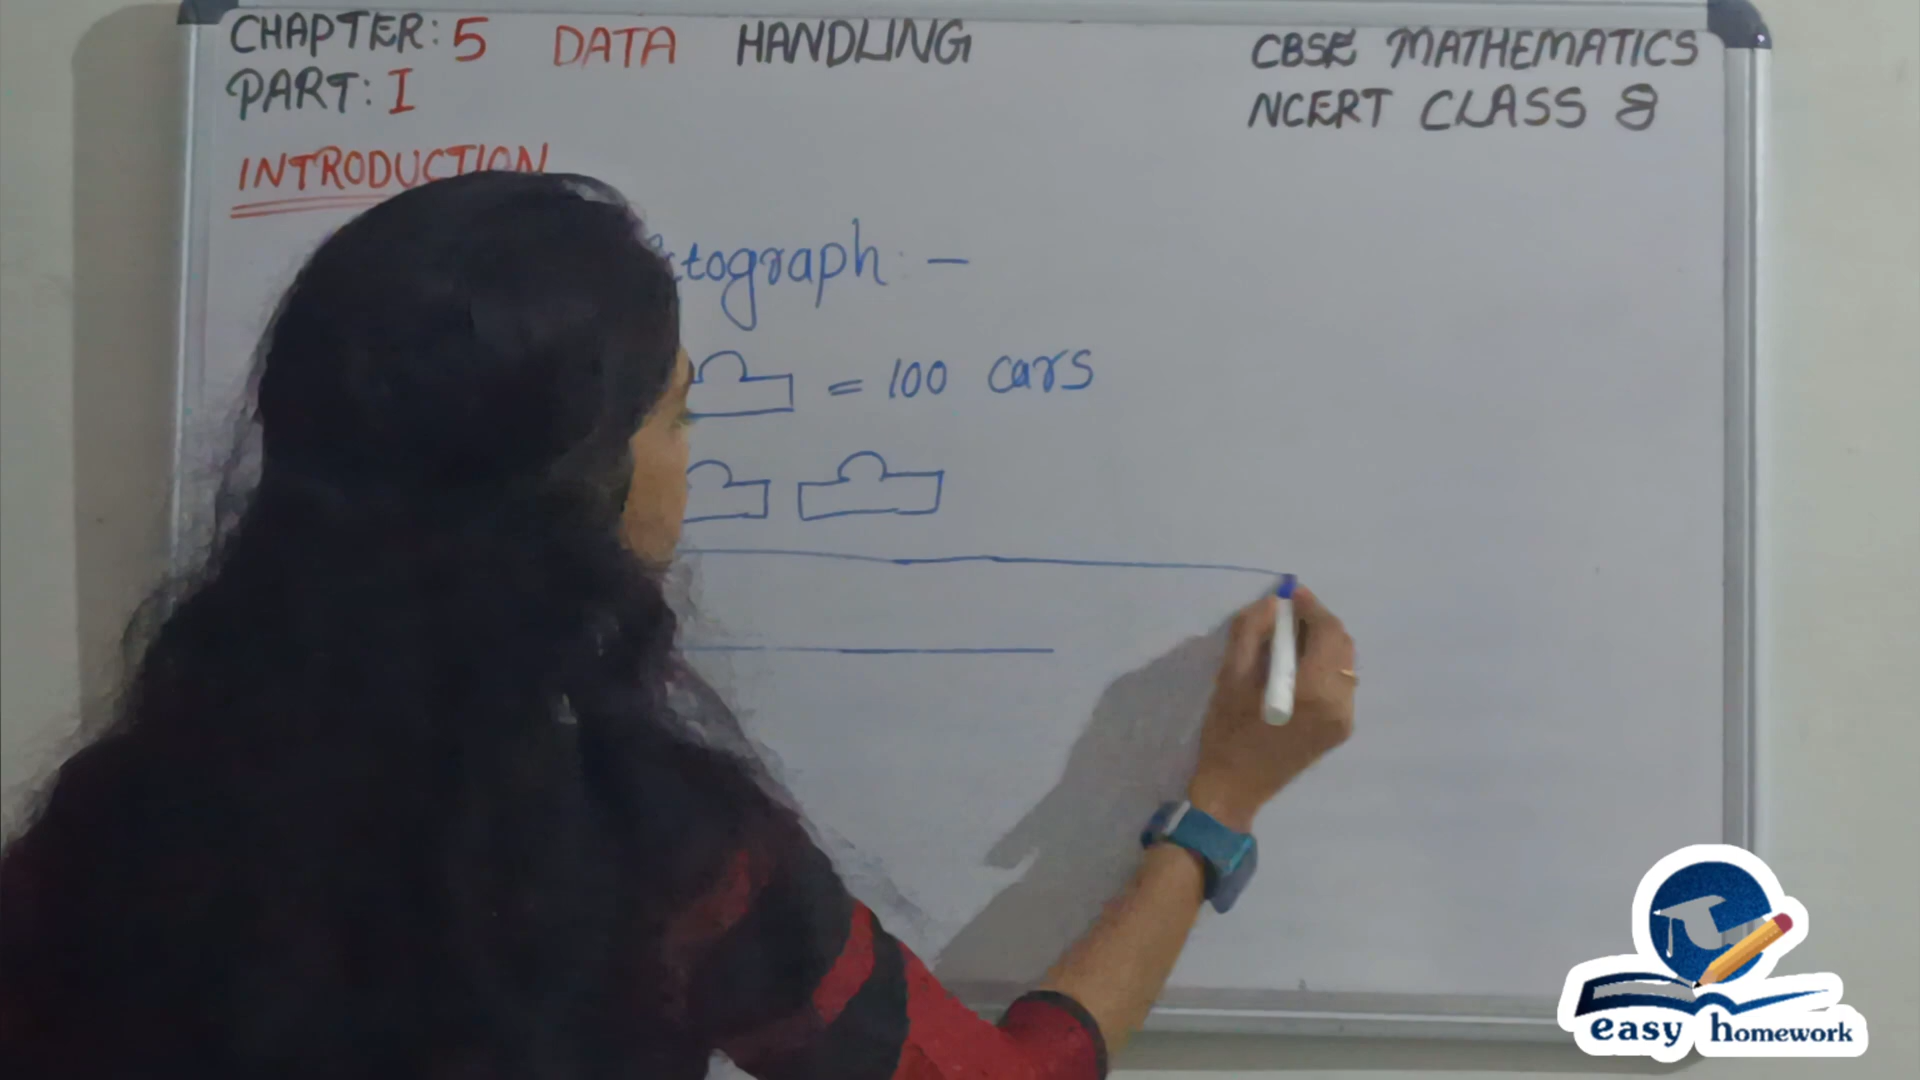 CHAPTER: 5 DATA HANDLING
PART: I
CBSE MATHEMATICS
NCERT CLASS 8
INTRODUCTION
ctograph: -
= 100 cars
easy homework